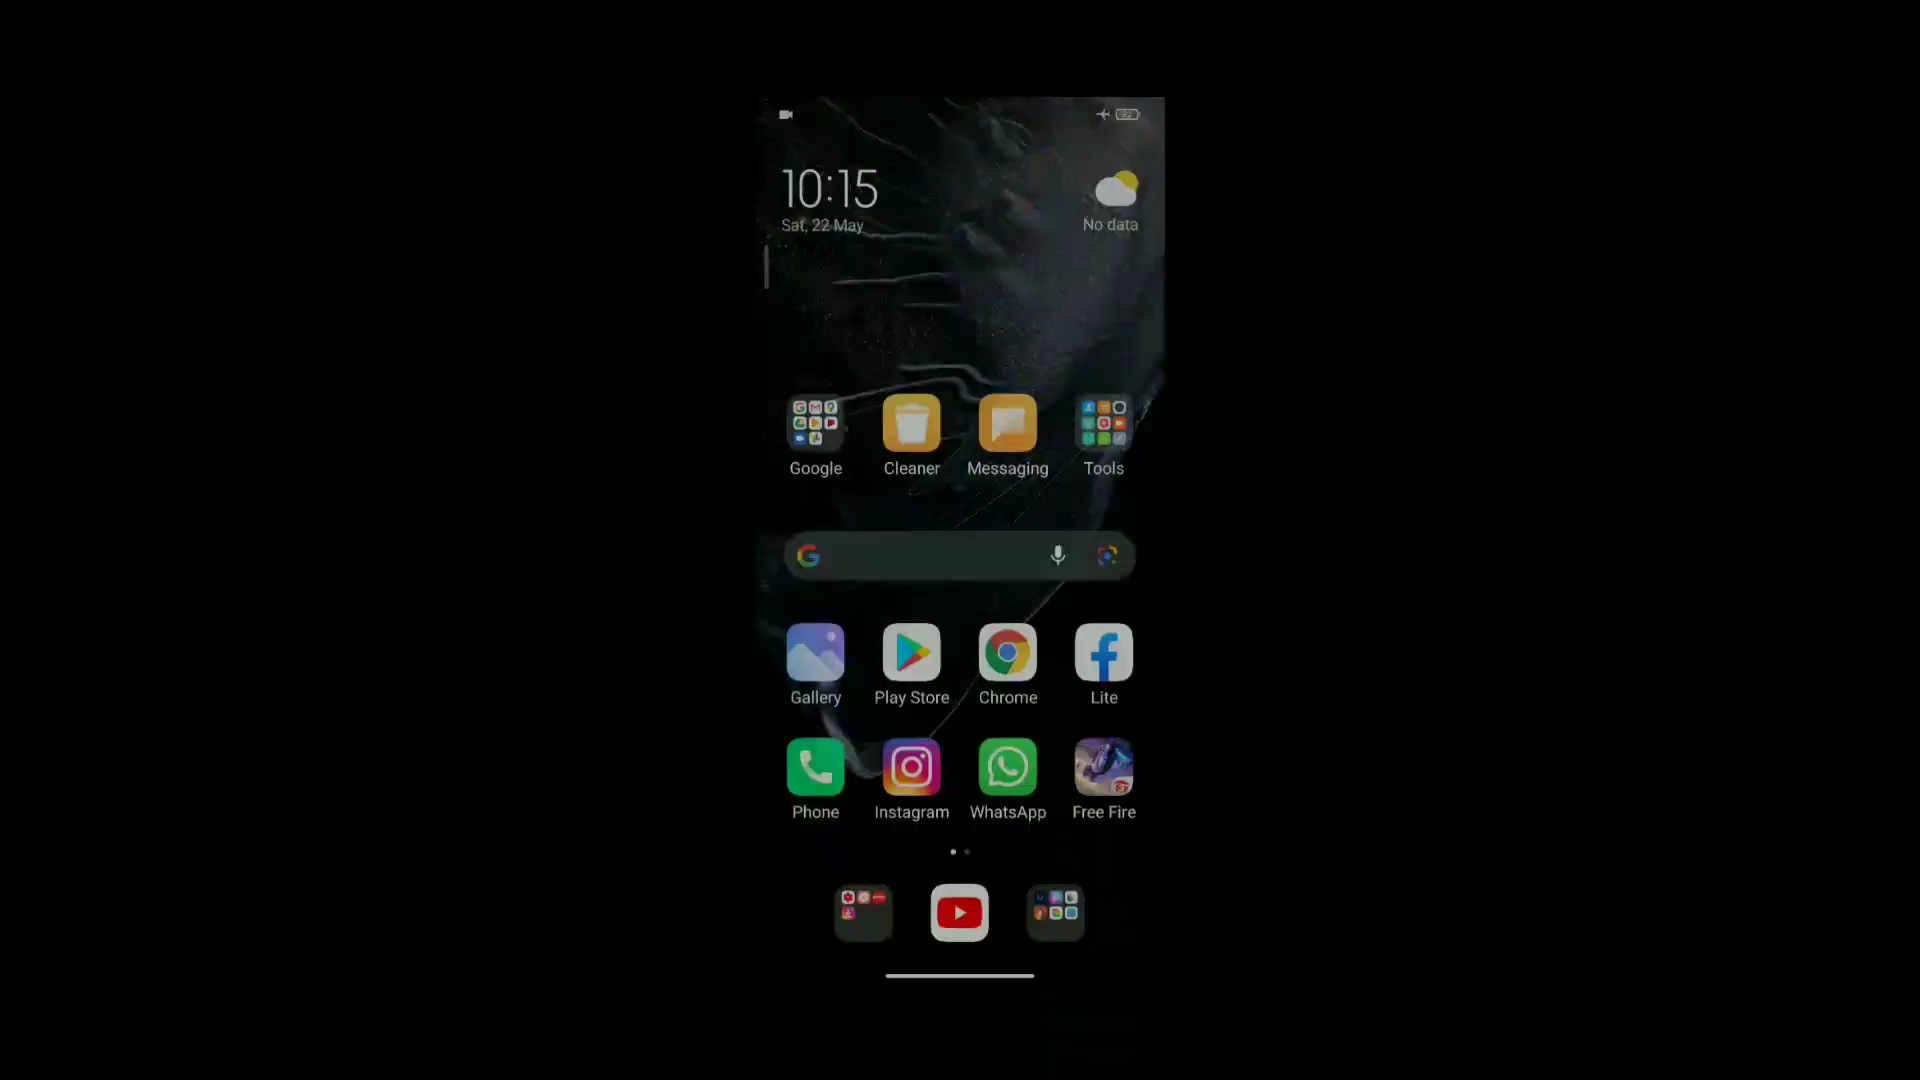 10:15
Sat, 22 May
No data
Google
Cleaner
Messaging
Tools
Gallery
Play Store
Chrome
Lite
Phone
Instagram
WhatsApp
Free Fire